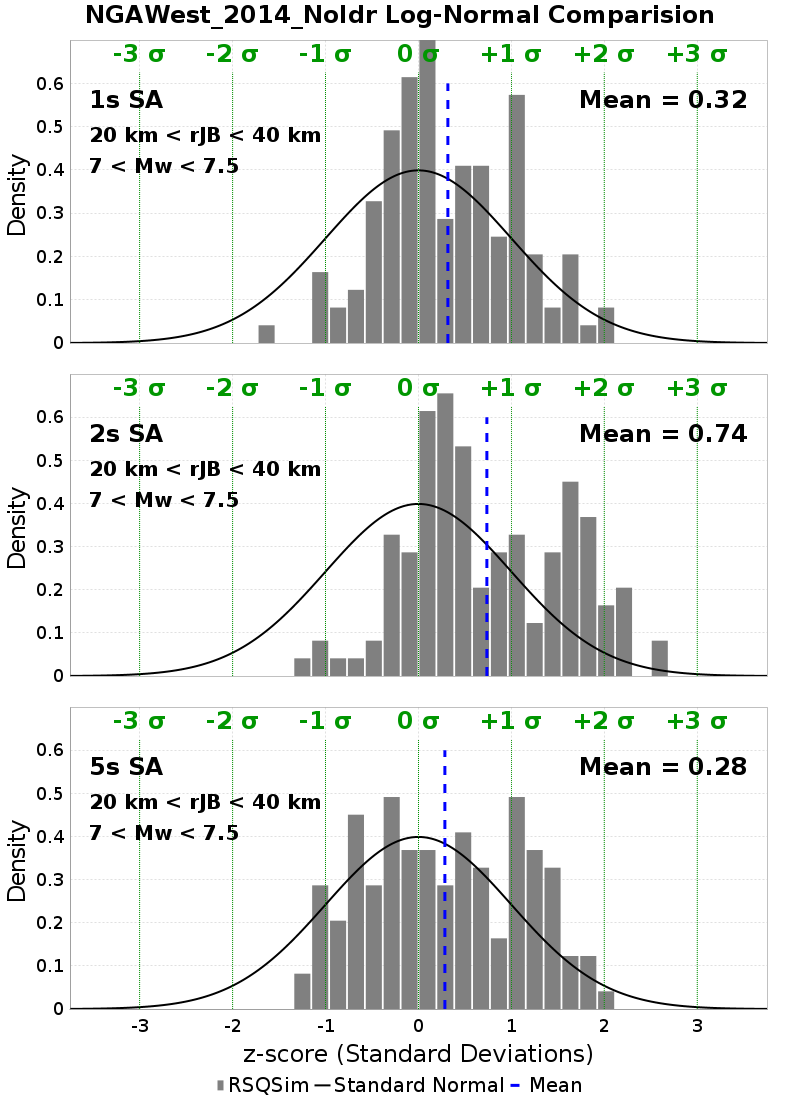 NGAWest_2014_NoIdr Log-Normal Comparision
-3 σ -2 σ -1 σ 0 σ +1 σ +2 σ +3 σ
1s SA Mean = 0.32
20 km < rJB < 40 km
7 < Mw < 7.5
Density
0.6
0.5
0.4
0.3
0.2
0.1
0
-3 σ -2 σ -1 σ 0 σ +1 σ +2 σ +3 σ
2s SA Mean = 0.74
20 km < rJB < 40 km
7 < Mw < 7.5
Density
0.6
0.5
0.4
0.3
0.2
0.1
0
-3 σ -2 σ -1 σ 0 σ +1 σ +2 σ +3 σ
5s SA Mean = 0.28
20 km < rJB < 40 km
7 < Mw < 7.5
Density
0.6
0.5
0.4
0.3
0.2
0.1
0
-3 -2 -1 0 1 2 3
z-score (Standard Deviations)
RSQSim Standard Normal Mean